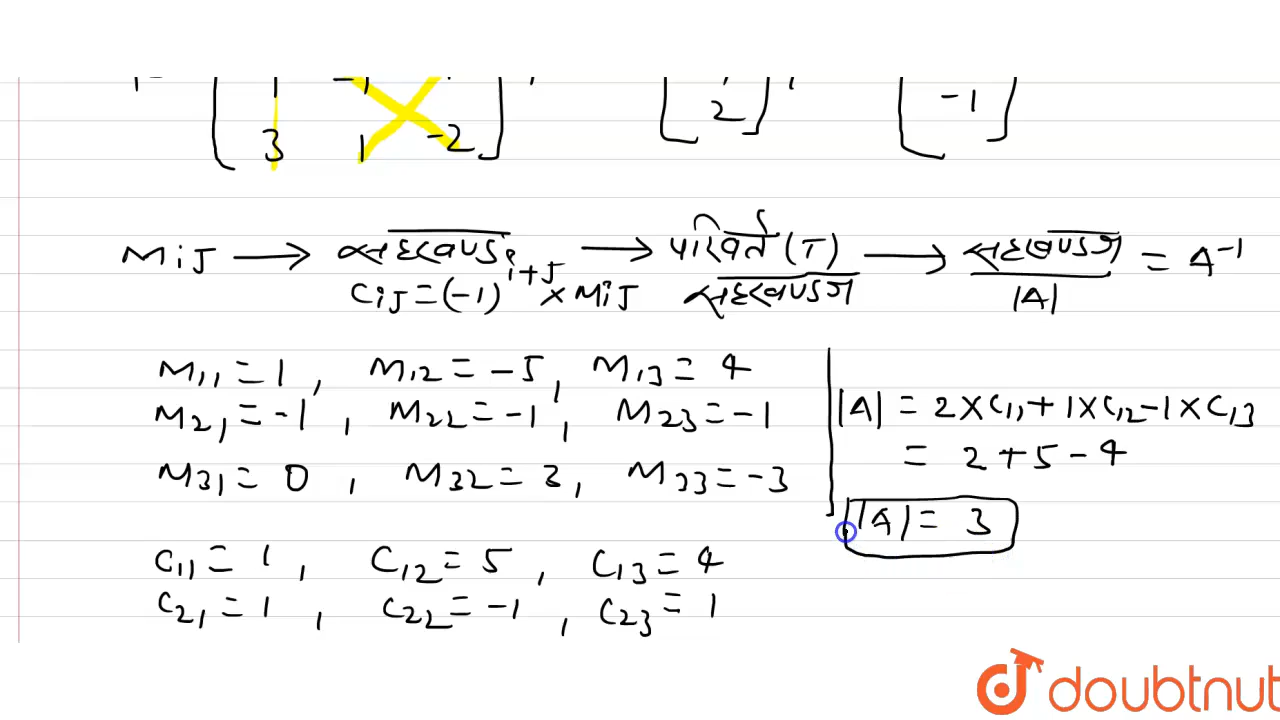 1 -1
3 1 -2
2
-1
Mij → सहखण्ड → परिवर्त (T) → सहखण्डज / |A| = A⁻¹
Cij = (-1)^(i+j) × Mij सहखण्डज
M11 = 1, M12 = -5, M13 = 4
M21 = -1, M22 = -1, M23 = -1
M31 = 0, M32 = 3, M33 = -3
|A| = 2×C11 + 1×C12 - 1×C13
= 2 + 5 - 4
|A| = 3
C11 = 1, C12 = 5, C13 = 4
C21 = 1, C22 = -1, C23 = 1
doubtnut